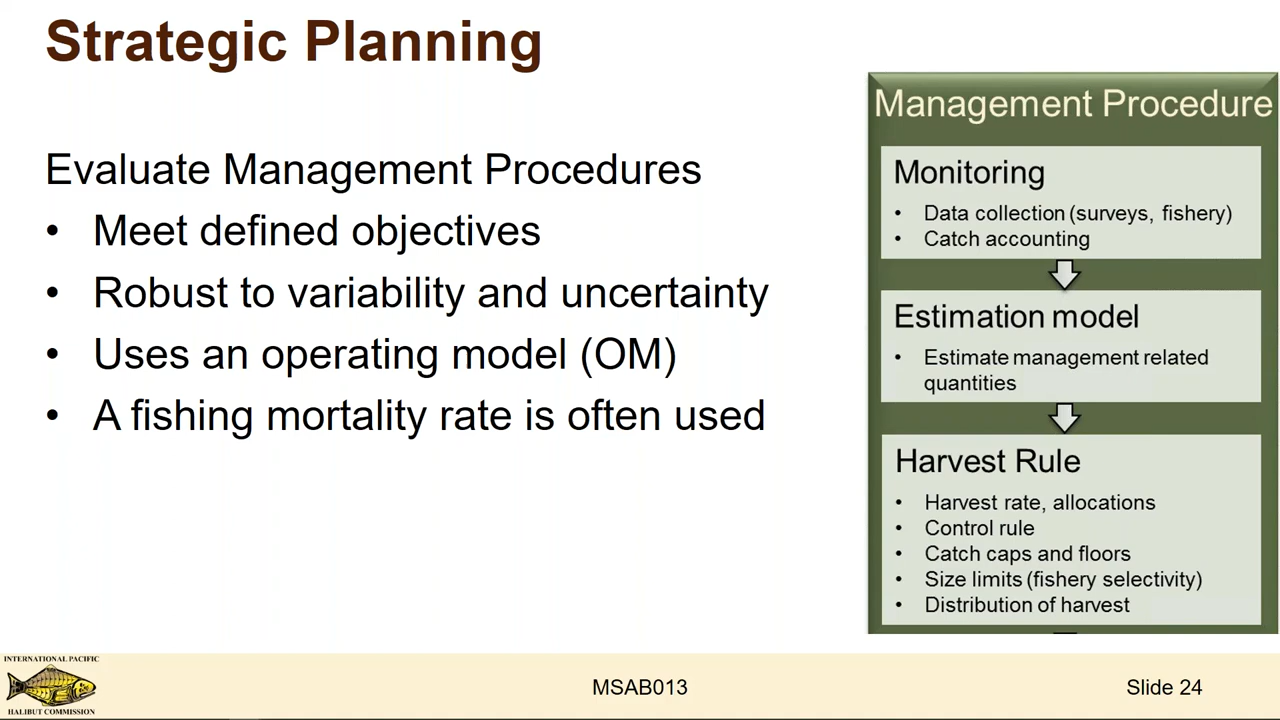 Strategic Planning
Evaluate Management Procedures
• Meet defined objectives
• Robust to variability and uncertainty
• Uses an operating model (OM)
• A fishing mortality rate is often used
Management Procedure
Monitoring
• Data collection (surveys, fishery)
• Catch accounting
Estimation model
• Estimate management related
quantities
Harvest Rule
• Harvest rate, allocations
• Control rule
• Catch caps and floors
• Size limits (fishery selectivity)
• Distribution of harvest
INTERNATIONAL PACIFIC
HALIBUT COMMISSION
MSAB013
Slide 24